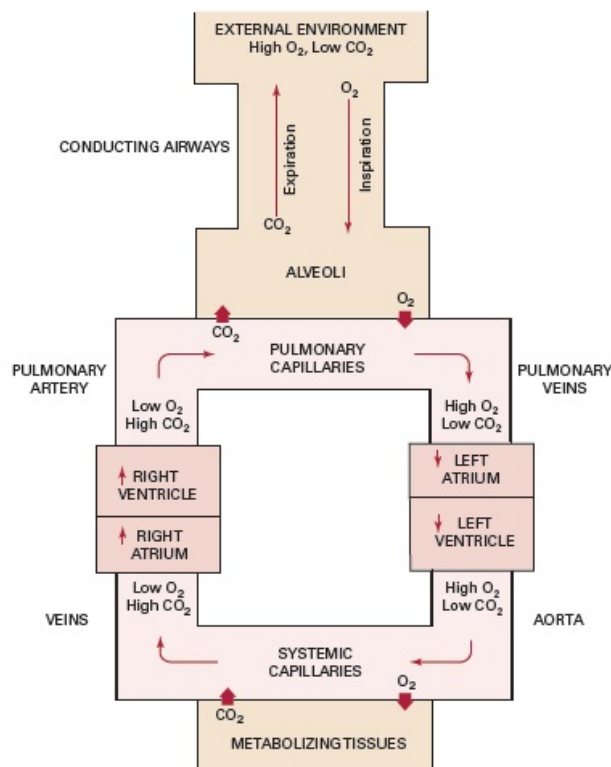 EXTERNAL ENVIRONMENT
High O₂, Low CO₂
O₂
CONDUCTING AIRWAYS
Expiration
Inspiration
CO₂
ALVEOLI
O₂
CO₂
PULMONARY
CAPILLARIES
PULMONARY
ARTERY
PULMONARY
VEINS
Low O₂
High CO₂
High O₂
Low CO₂
RIGHT
VENTRICLE
LEFT
ATRIUM
RIGHT
ATRIUM
LEFT
VENTRICLE
Low O₂
High CO₂
High O₂
Low CO₂
VEINS
AORTA
SYSTEMIC
CAPILLARIES
O₂
CO₂
METABOLIZING TISSUES